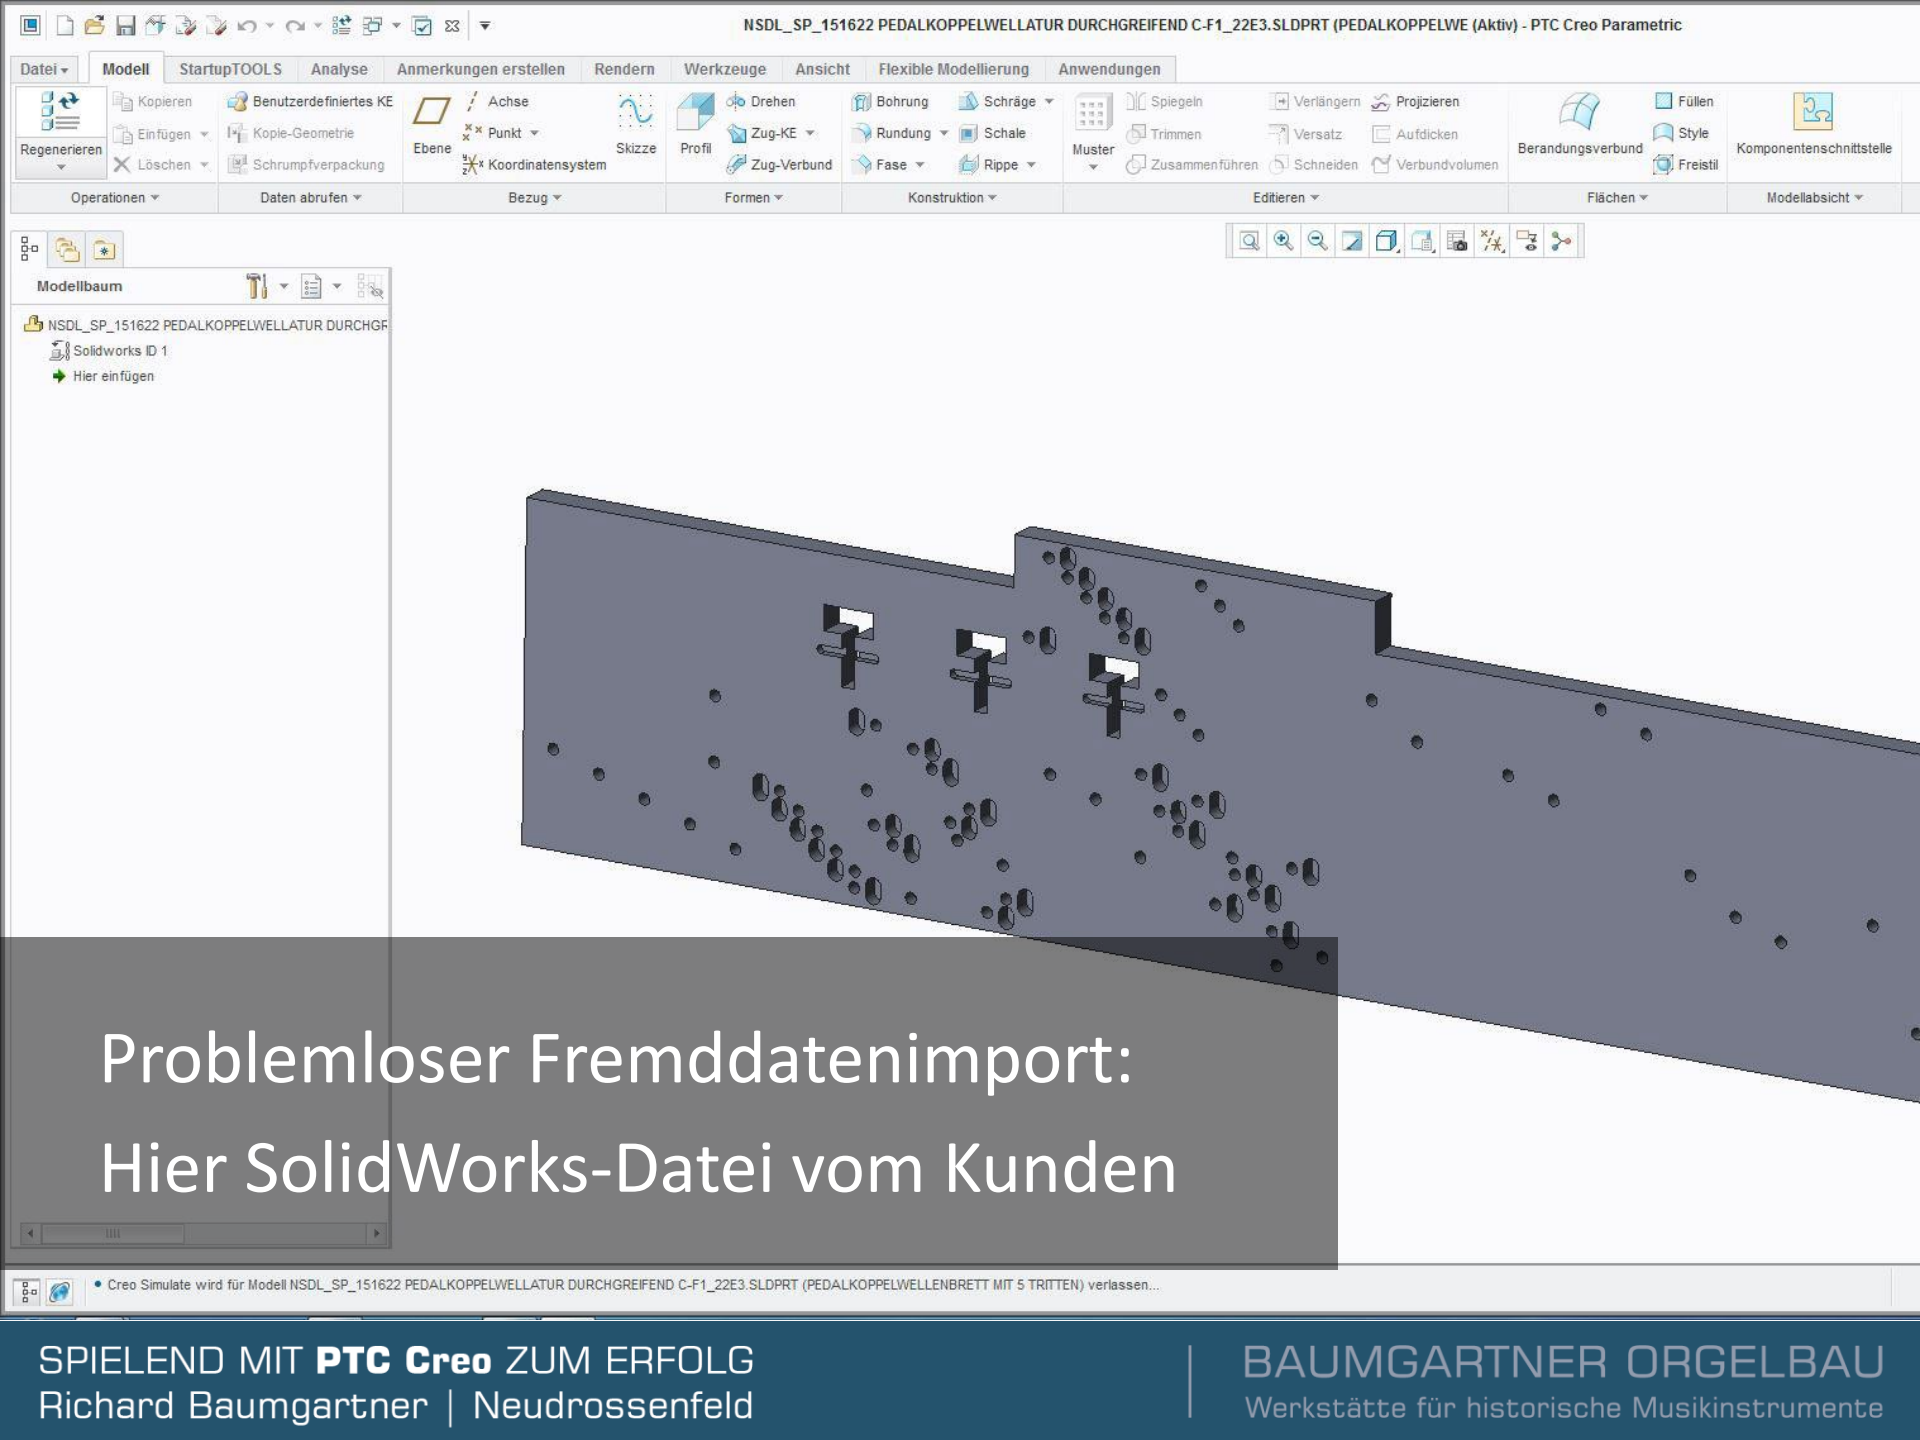 NSDL_SP_151622 PEDALKOPPELWELLATUR DURCHGREIFEND C-F1_22E3.SLDPRT (PEDALKOPPELWE (Aktiv) - PTC Creo Parametric
Datei Modell StartupTOOLS Analyse Anmerkungen erstellen Rendern Werkzeuge Ansicht Flexible Modellierung Anwendungen
Regenerieren
Kopieren
Einfügen
Löschen
Operationen
Benutzerdefiniertes KE
Kopie-Geometrie
Schrumpfverpackung
Daten abrufen
Ebene
Achse
Punkt
Koordinatensystem
Skizze
Bezug
Profil
Drehen
Zug-KE
Zug-Verbund
Formen
Bohrung
Rundung
Fase
Schräge
Schale
Rippe
Konstruktion
Muster
Spiegeln
Trimmen
Zusammenführen
Verlängern
Versatz
Schneiden
Projizieren
Aufdicken
Verbundvolumen
Editieren
Berandungsverbund
Füllen
Style
Freistil
Flächen
Komponentenschnittstelle
Modellabsicht
Modellbaum
NSDL_SP_151622 PEDALKOPPELWELLATUR DURCHGR
Solidworks ID 1
Hier einfügen
Problemloser Fremddatenimport:
Hier SolidWorks-Datei vom Kunden
• Creo Simulate wird für Modell NSDL_SP_151622 PEDALKOPPELWELLATUR DURCHGREIFEND C-F1_22E3.SLDPRT (PEDALKOPPELWELLENBRETT MIT 5 TRITTEN) verlassen...
SPIELEND MIT PTC Creo ZUM ERFOLG
Richard Baumgartner | Neudrossenfeld
BAUMGARTNER ORGELBAU
Werkstätte für historische Musikinstrumente